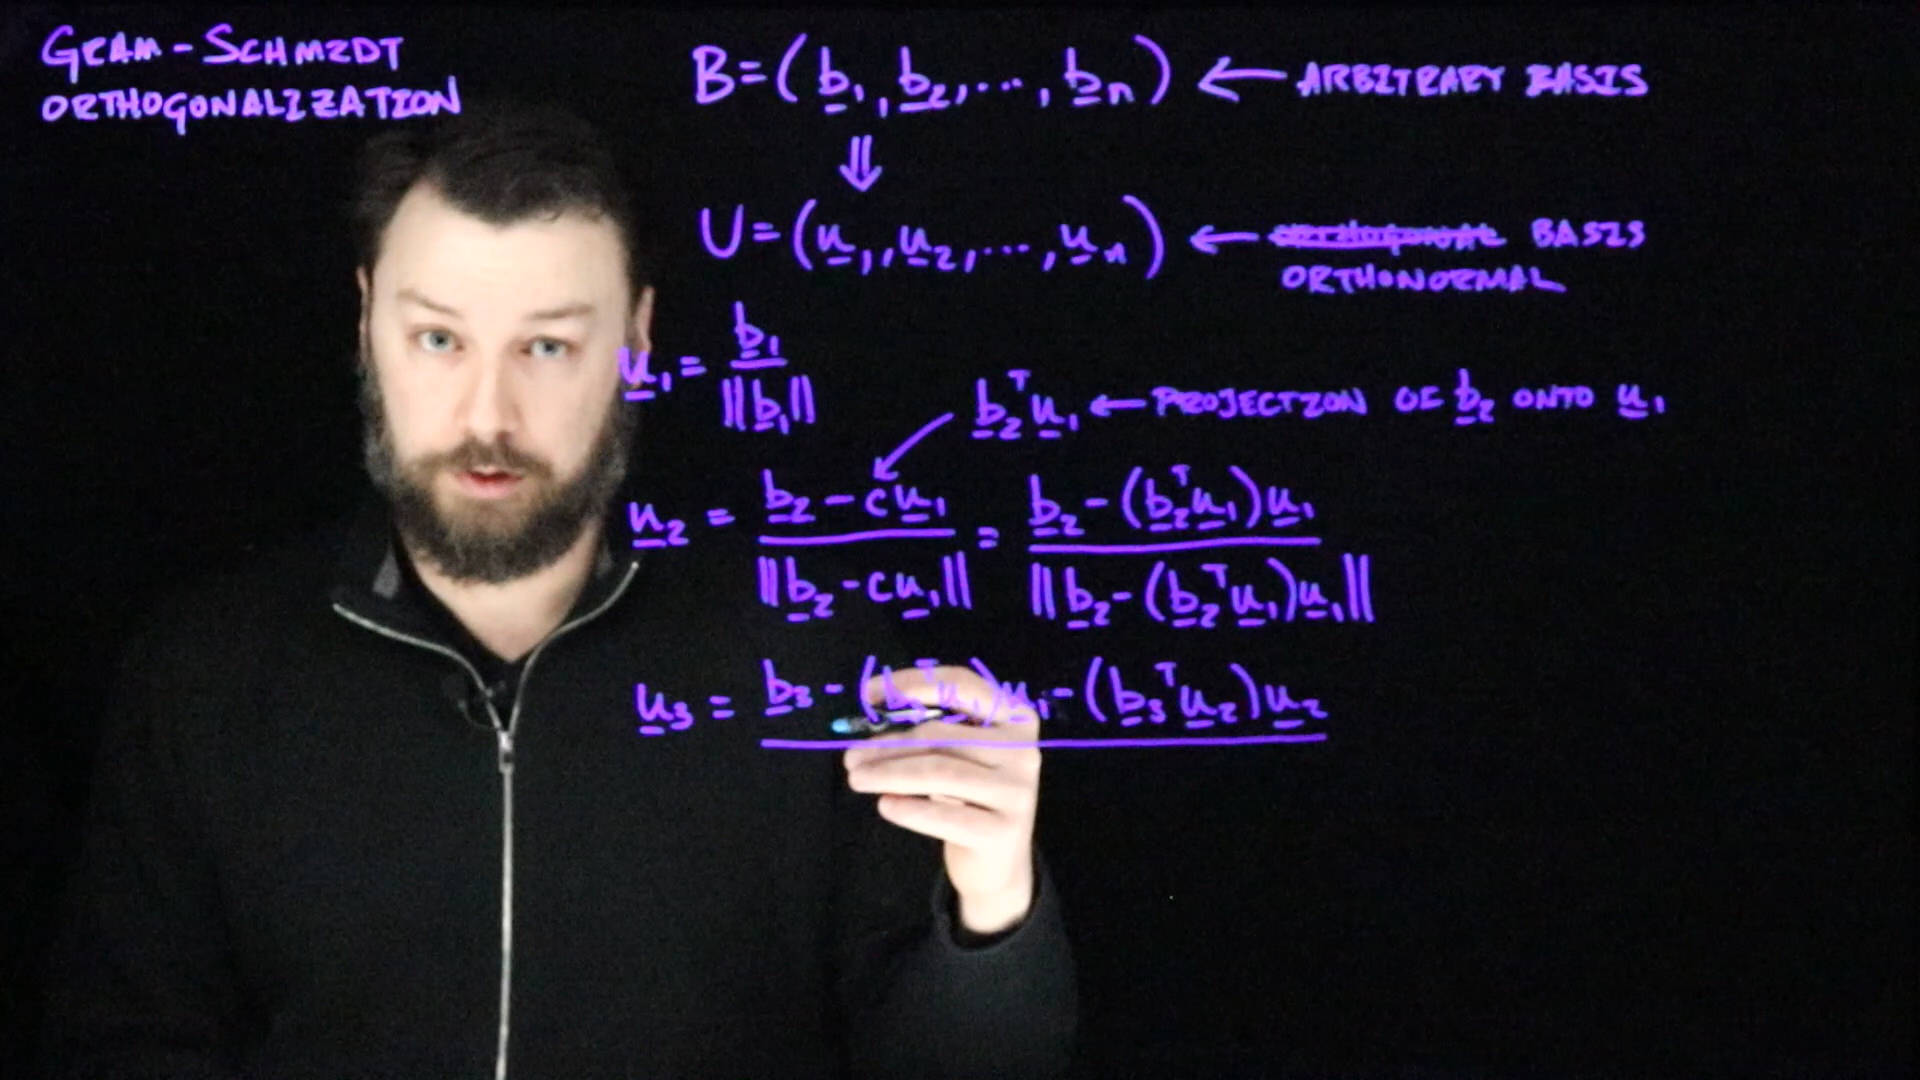 GRAM-SCHMIDT
ORTHOGONALIZATION
B=(b₁,b₂,...,bₙ) ← ARBITRARY BASIS
⇓
U=(u₁,u₂,...,uₙ) ← BASIS
ORTHONORMAL
u₁ = b₁ / ||b₁||
b₂ᵀu₁ ← PROJECTION OF b₂ ONTO u₁
u₂ = (b₂ - cu₁) / ||b₂ - cu₁|| = (b₂ - (b₂ᵀu₁)u₁) / ||b₂ - (b₂ᵀu₁)u₁||
u₃ = b₃ - (b₃ᵀu₁)u₁ - (b₃ᵀu₂)u₂